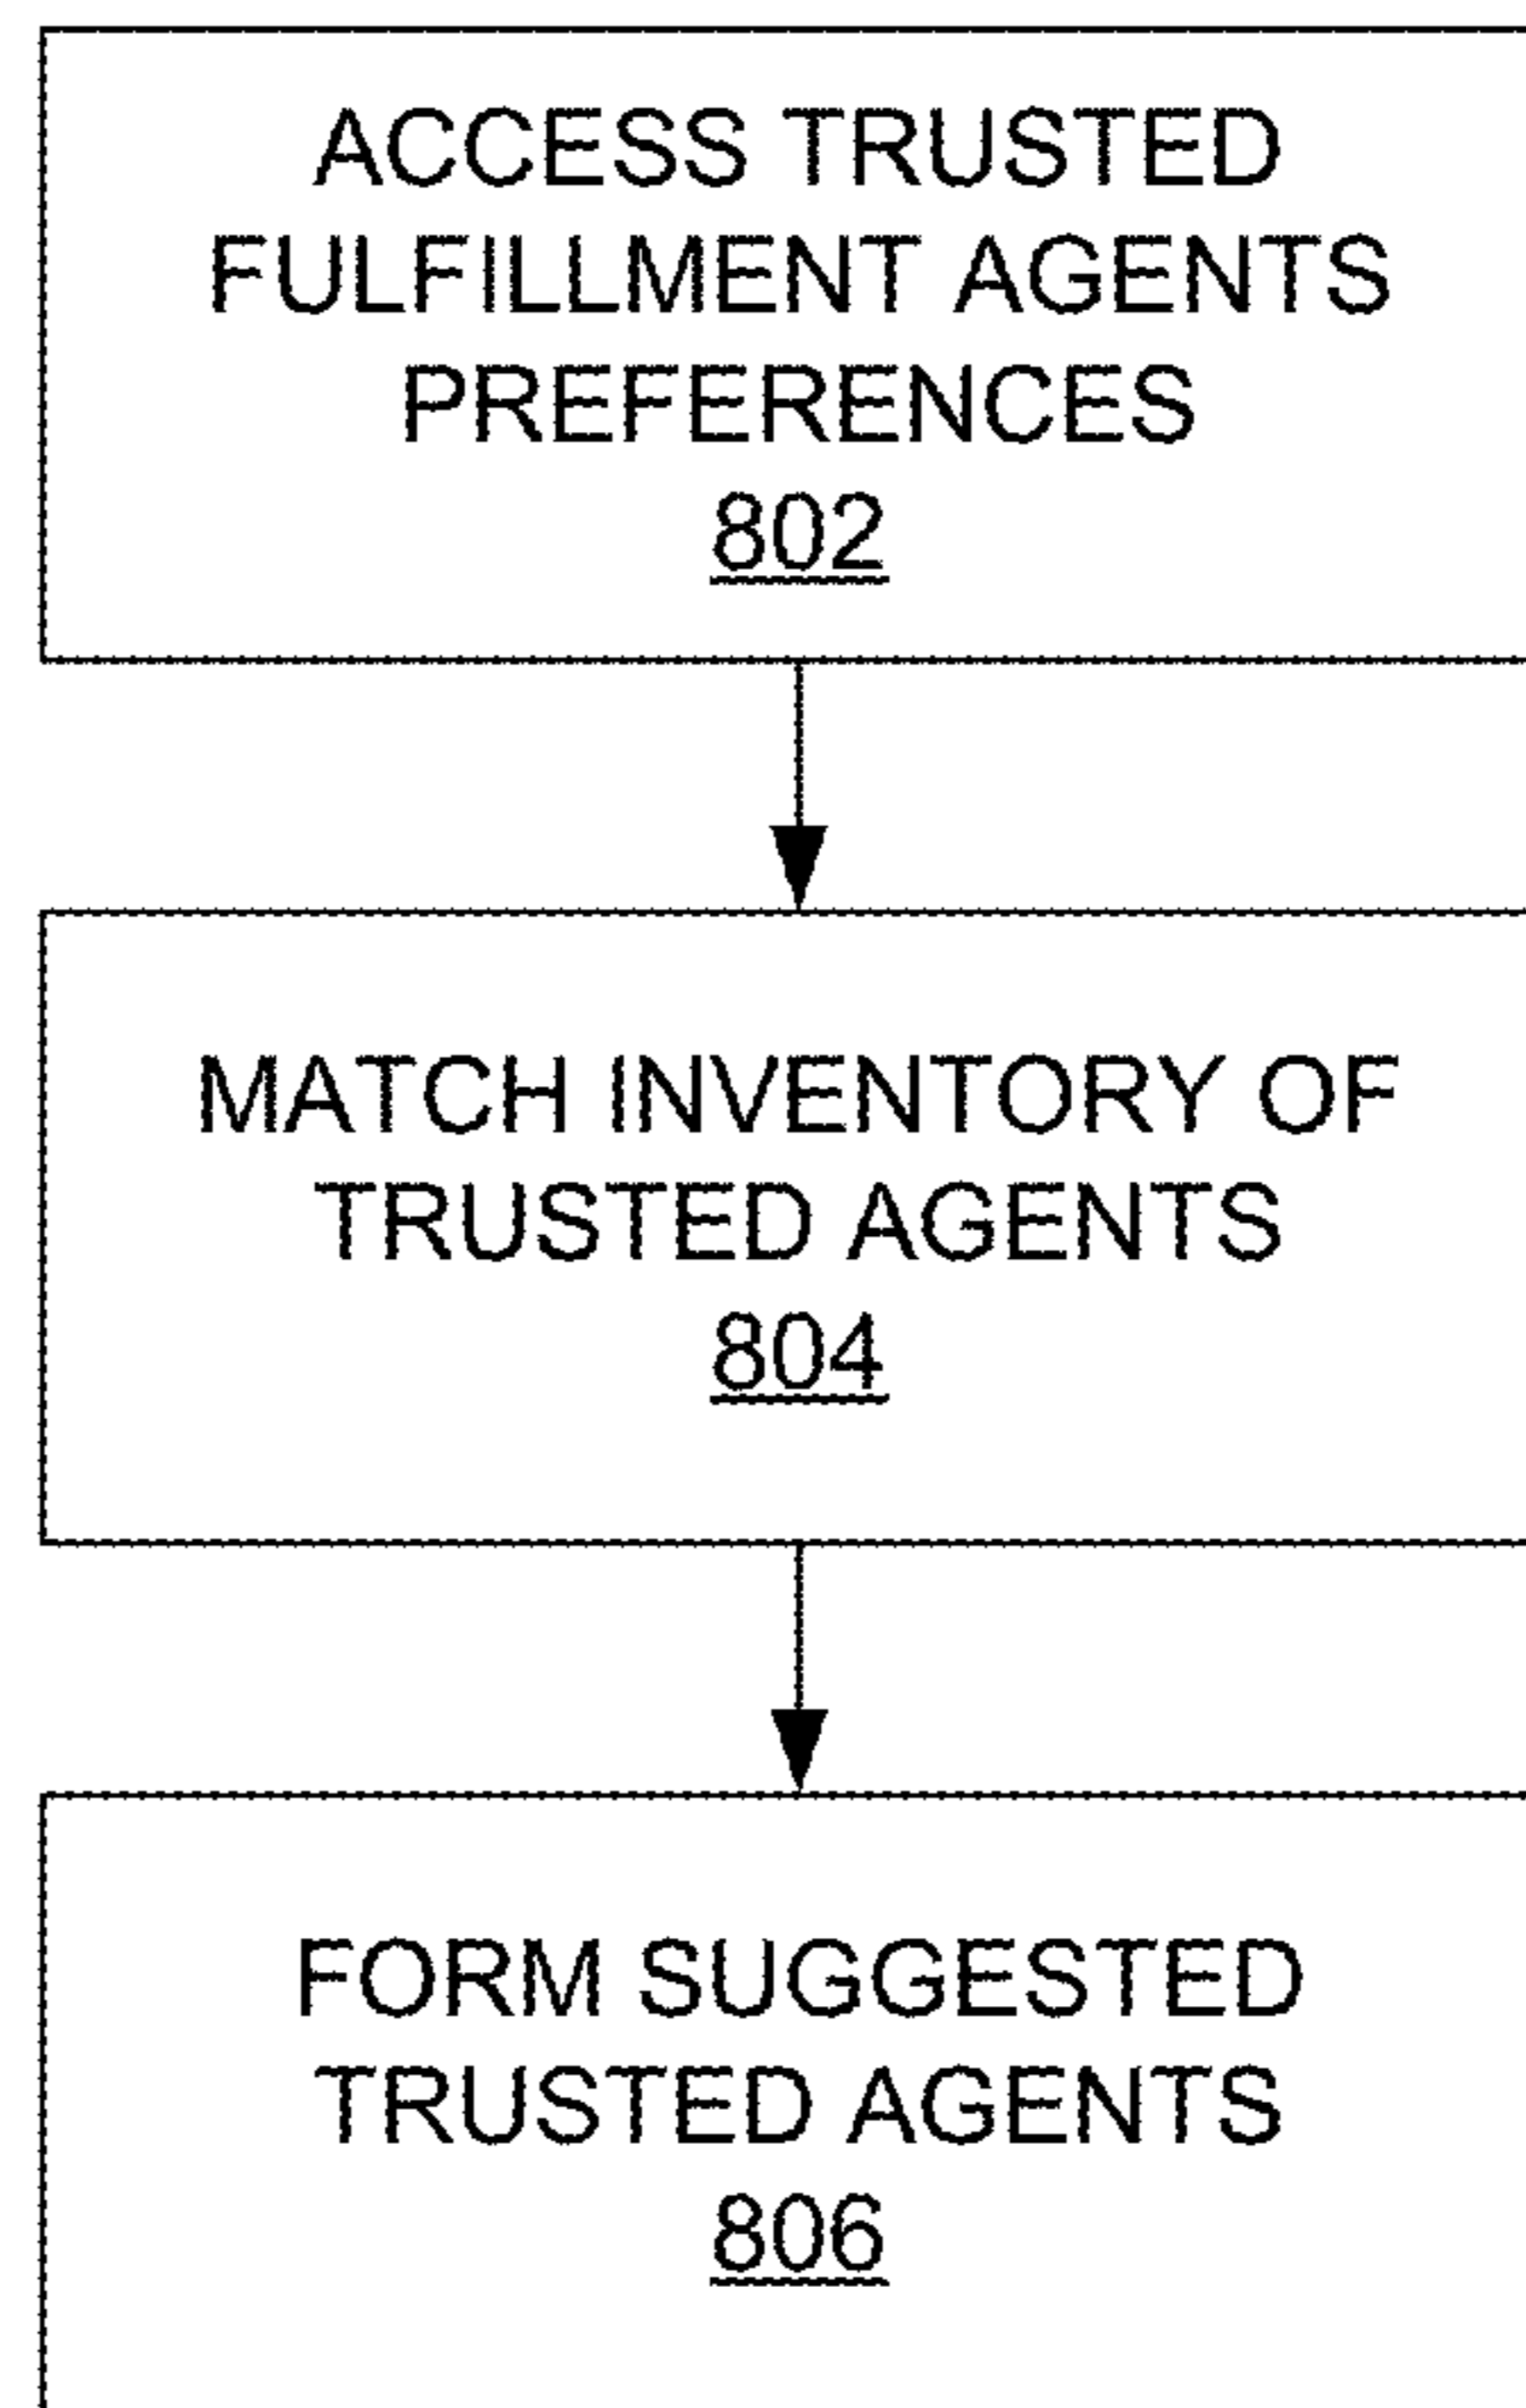 ACCESS TRUSTED
FULFILLMENT AGENTS
PREFERENCES
802
MATCH INVENTORY OF
TRUSTED AGENTS
804
FORM SUGGESTED
TRUSTED AGENTS
806